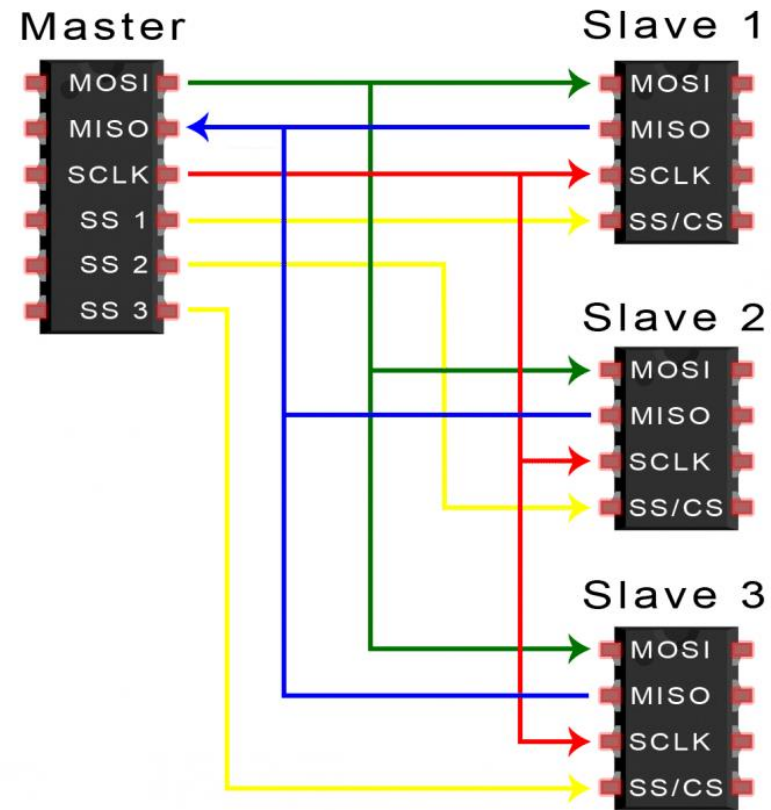 Master
MOSI
MISO
SCLK
SS 1
SS 2
SS 3
Slave 1
MOSI
MISO
SCLK
SS/CS
Slave 2
MOSI
MISO
SCLK
SS/CS
Slave 3
MOSI
MISO
SCLK
SS/CS